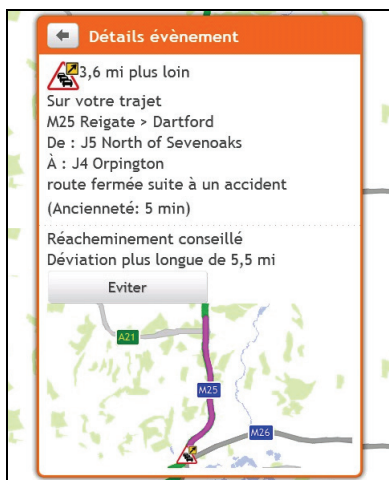 Détails évènement
3,6 mi plus loin
Sur votre trajet
M25 Reigate > Dartford
De : J5 North of Sevenoaks
À : J4 Orpington
route fermée suite à un accident
(Ancienneté: 5 min)
Réacheminement conseillé
Déviation plus longue de 5,5 mi
Eviter
A21
M25
M26